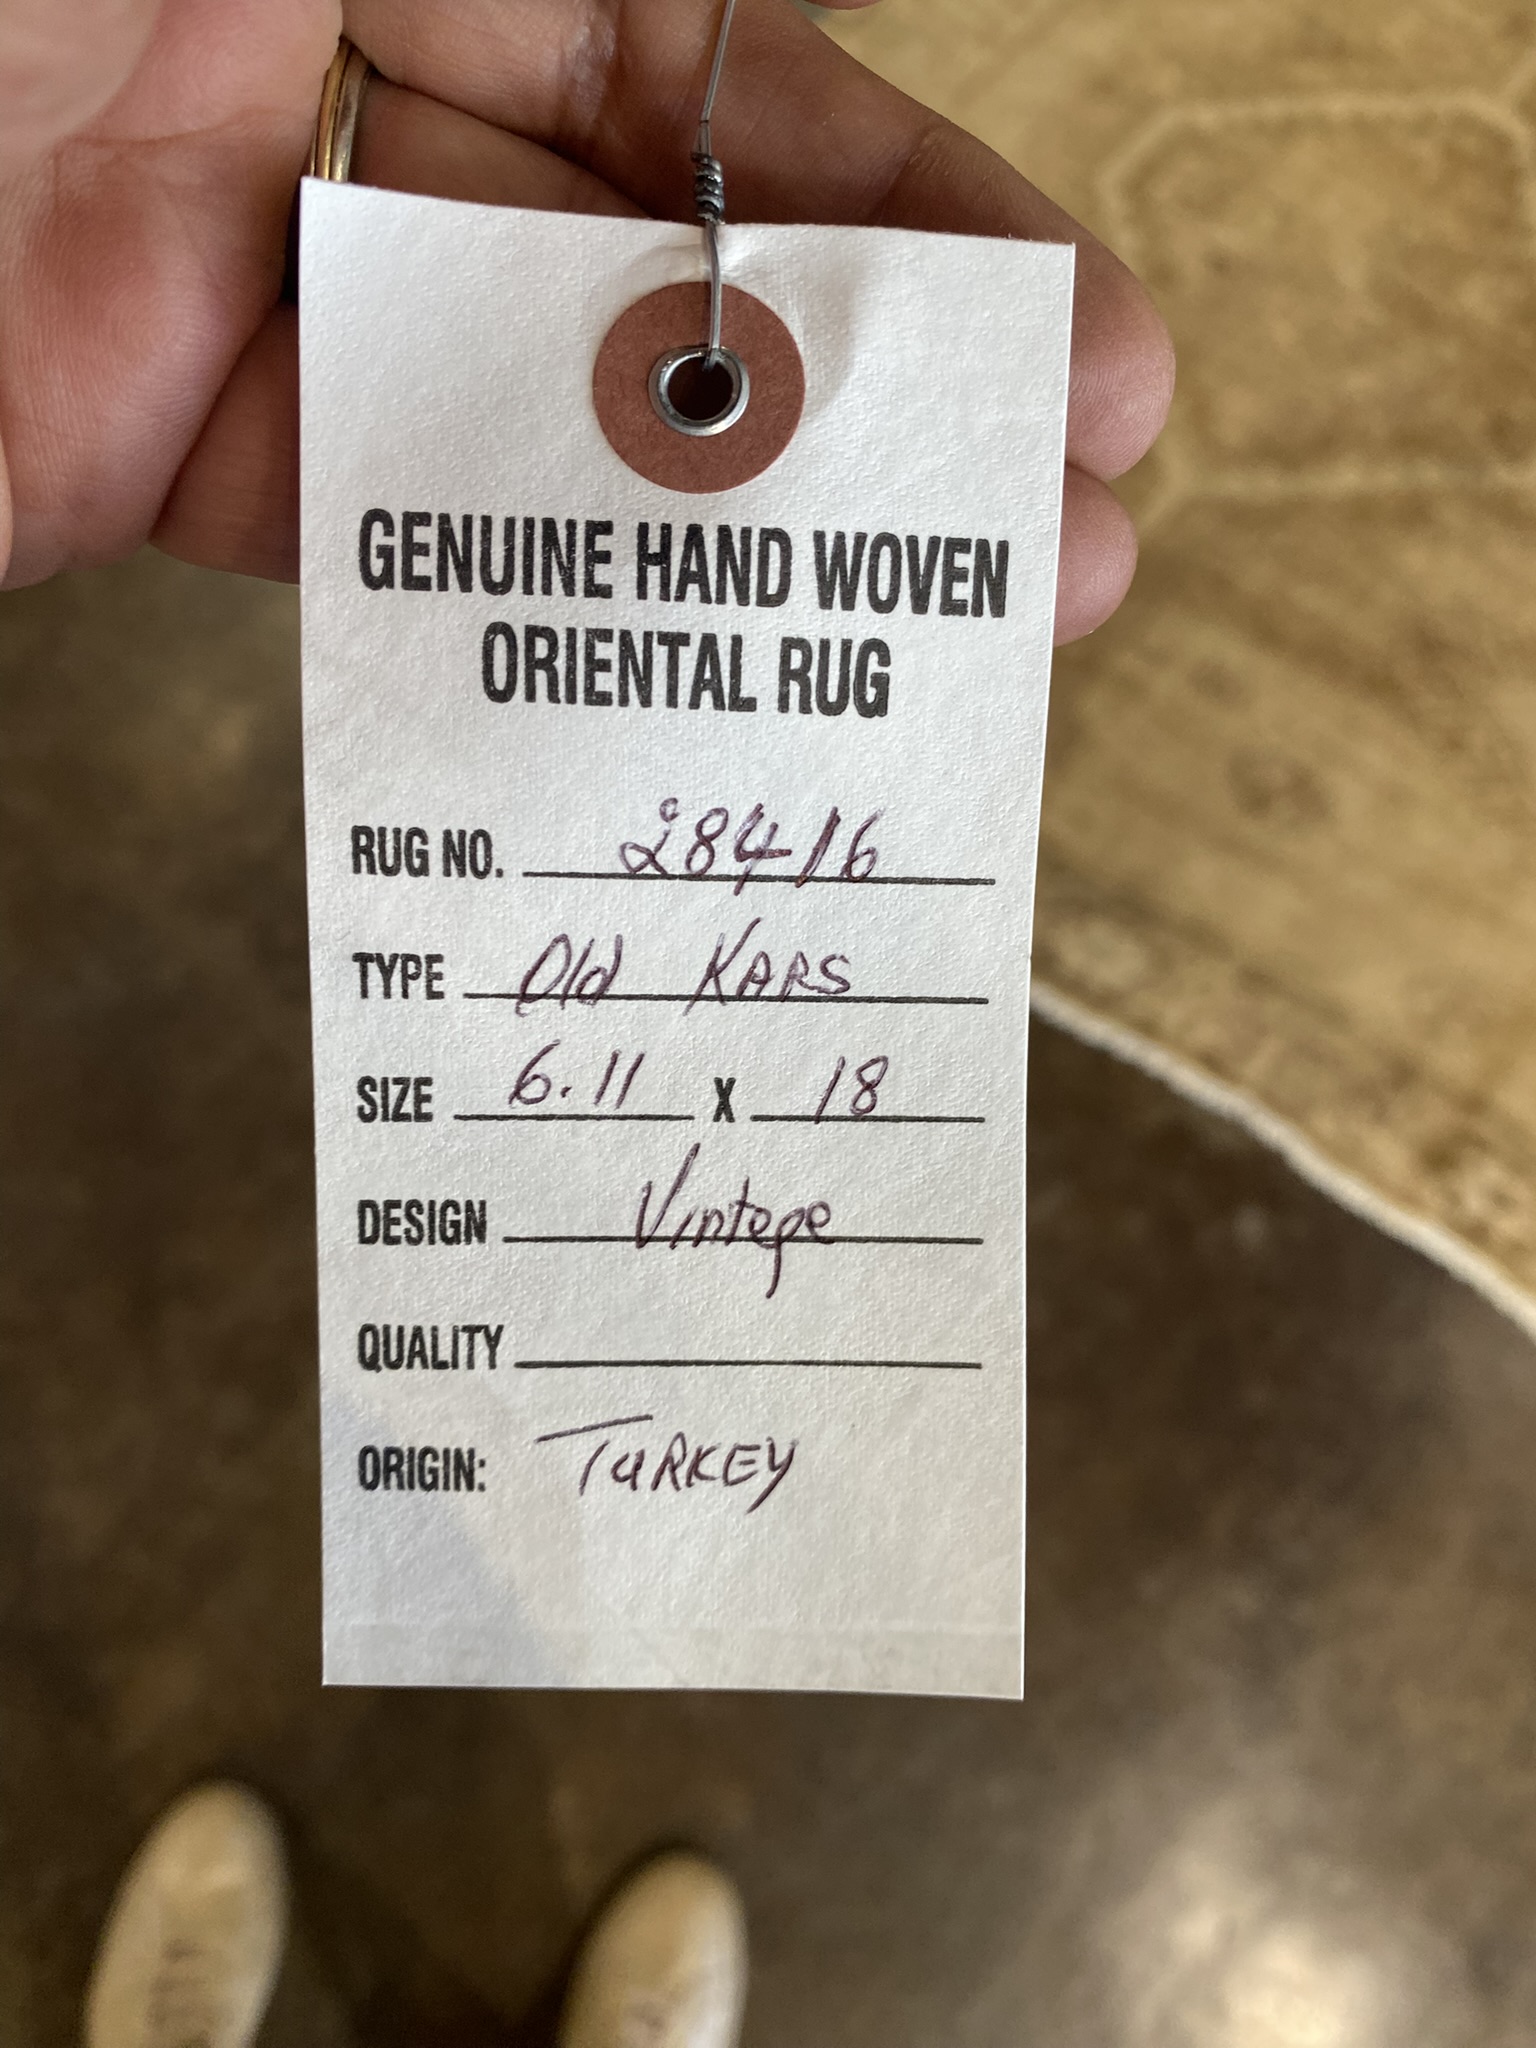 GENUINE HAND WOVEN
ORIENTAL RUG
RUG NO. 28416
TYPE Old KARS
SIZE 6.11 X 18
DESIGN Vintege
QUALITY
ORIGIN: TURKEY